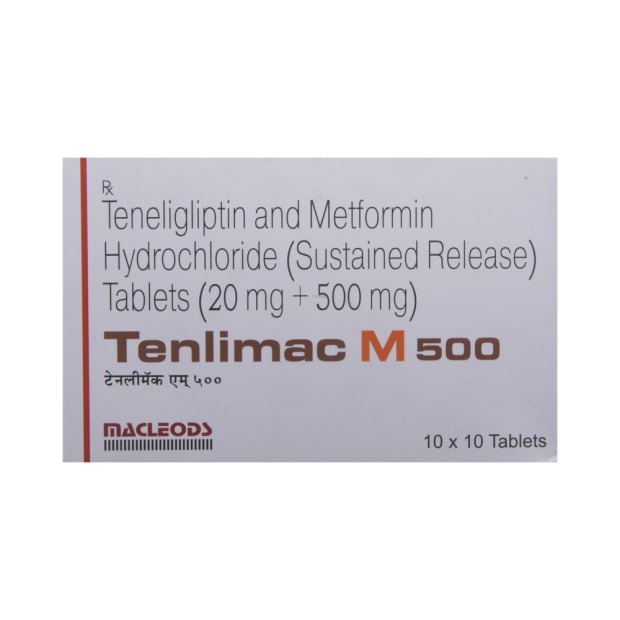 Rx
Teneligliptin and Metformin
Hydrochloride (Sustained Release)
Tablets (20 mg + 500 mg)
Tenlimac M 500
टेनलीमॅक एम् ५००
MACLEODS
10 x 10 Tablets